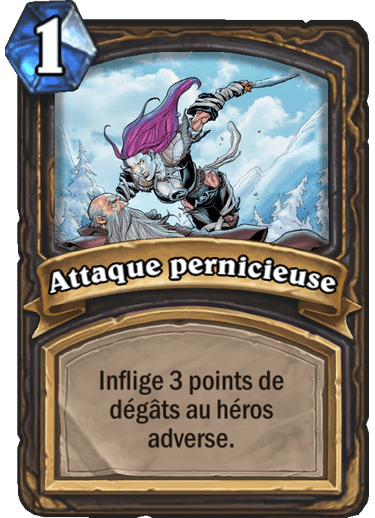 1
Attaque pernicieuse
Inflige 3 points de
dégâts au héros
adverse.